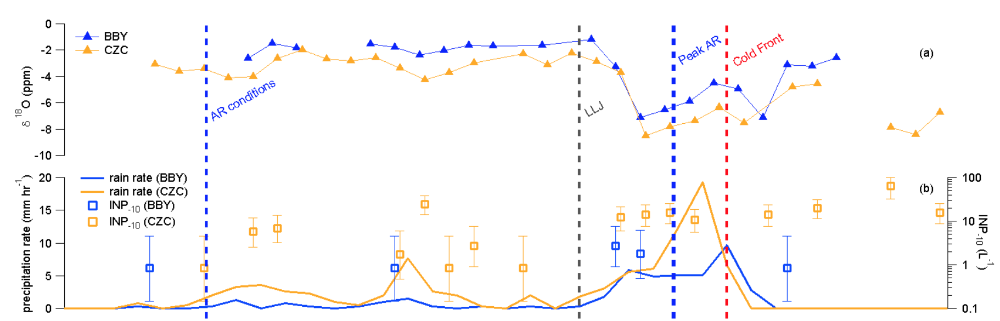 0
-2
-4
-6
-8
-10
δ ¹⁸O (ppm)
BBY
CZC
AR conditions
LLJ
Peak AR
Cold Front
(a)
20
15
10
5
0
precipitation rate (mm hr⁻¹)
rain rate (BBY)
rain rate (CZC)
INP₋₁₀ (BBY)
INP₋₁₀ (CZC)
(b)
100
10
1
0.1
INP₋₁₀ (L⁻¹)